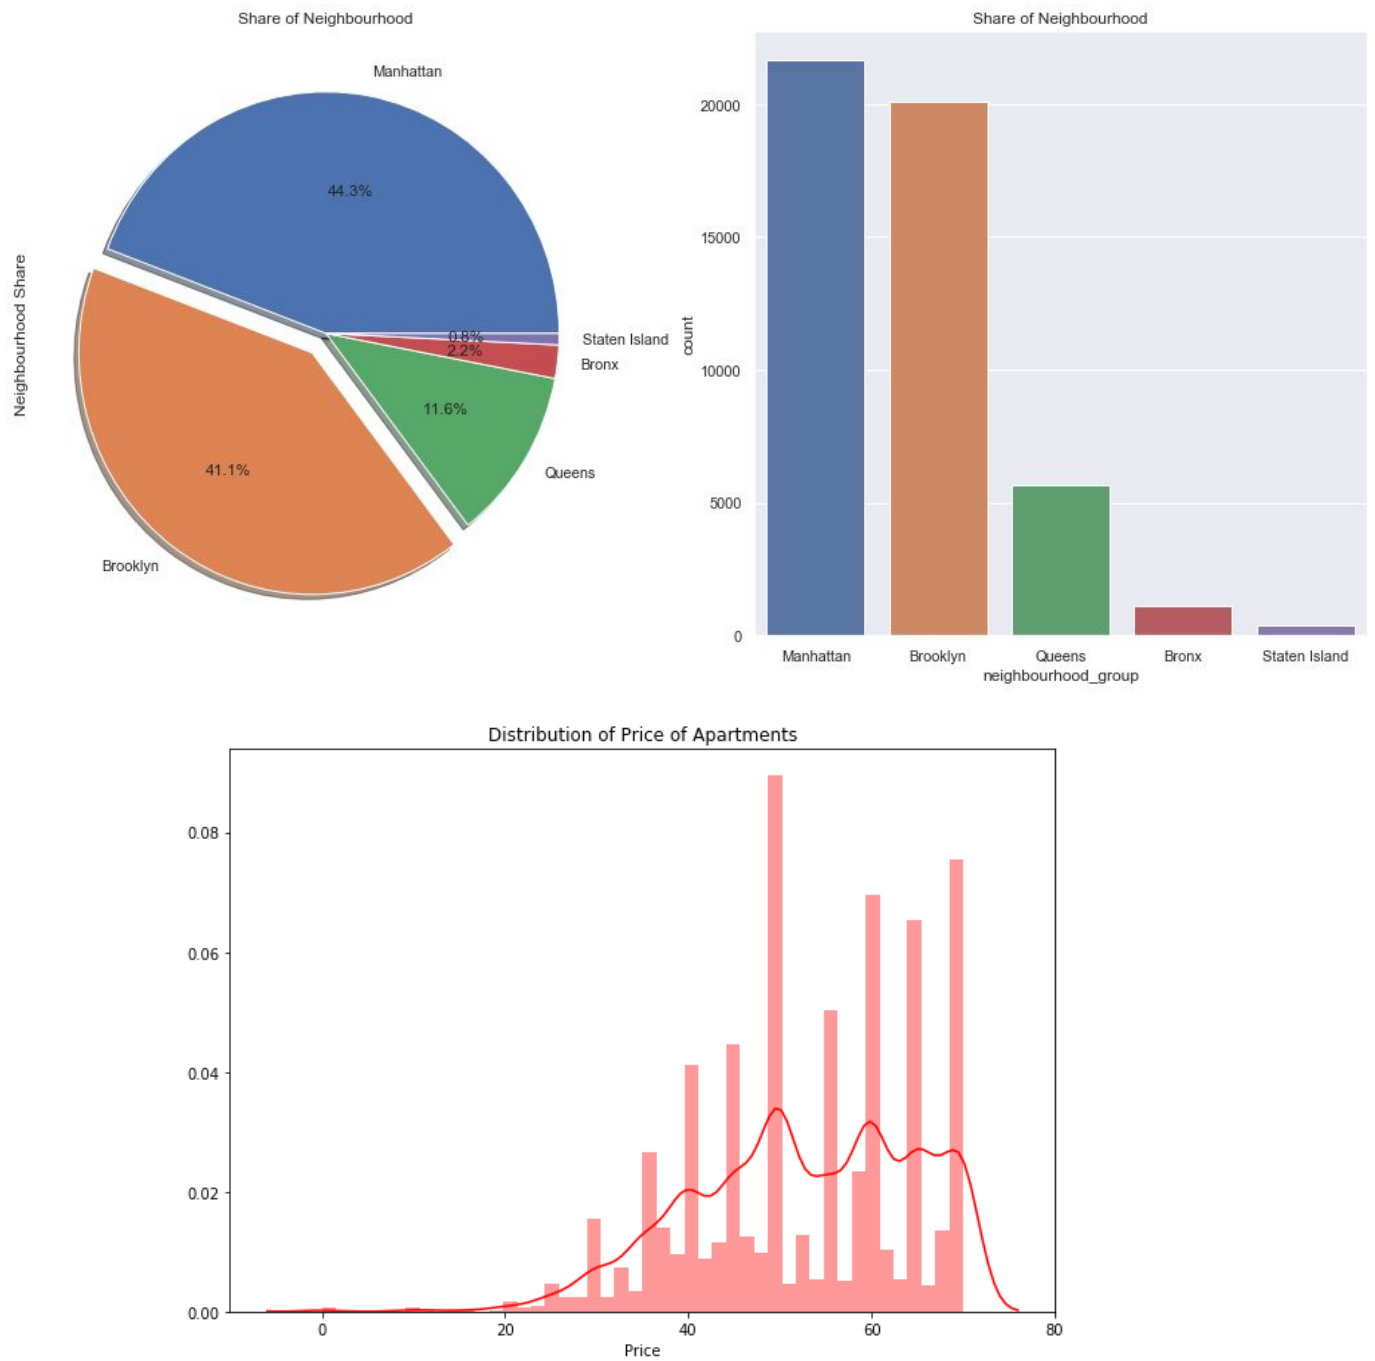 Share of Neighbourhood
Manhattan
44.3%
Neighbourhood Share
0.8%
Staten Island
2.2%
Bronx
11.6%
Queens
41.1%
Brooklyn
Share of Neighbourhood
20000
15000
count
10000
5000
0
Manhattan Brooklyn Queens Bronx Staten Island
neighbourhood_group
Distribution of Price of Apartments
0.08
0.06
0.04
0.02
0.00
0 20 40 60 80
Price